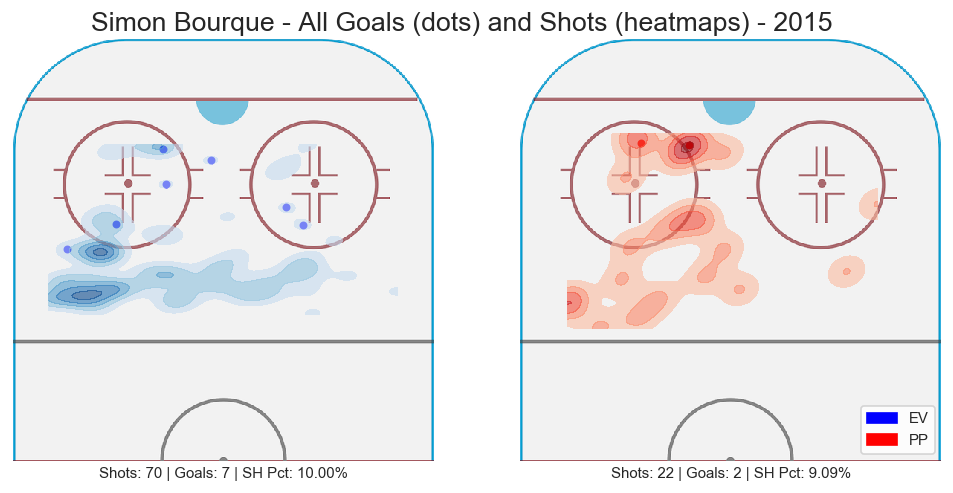 Simon Bourque - All Goals (dots) and Shots (heatmaps) - 2015
EV
PP
Shots: 70 | Goals: 7 | SH Pct: 10.00%
Shots: 22 | Goals: 2 | SH Pct: 9.09%